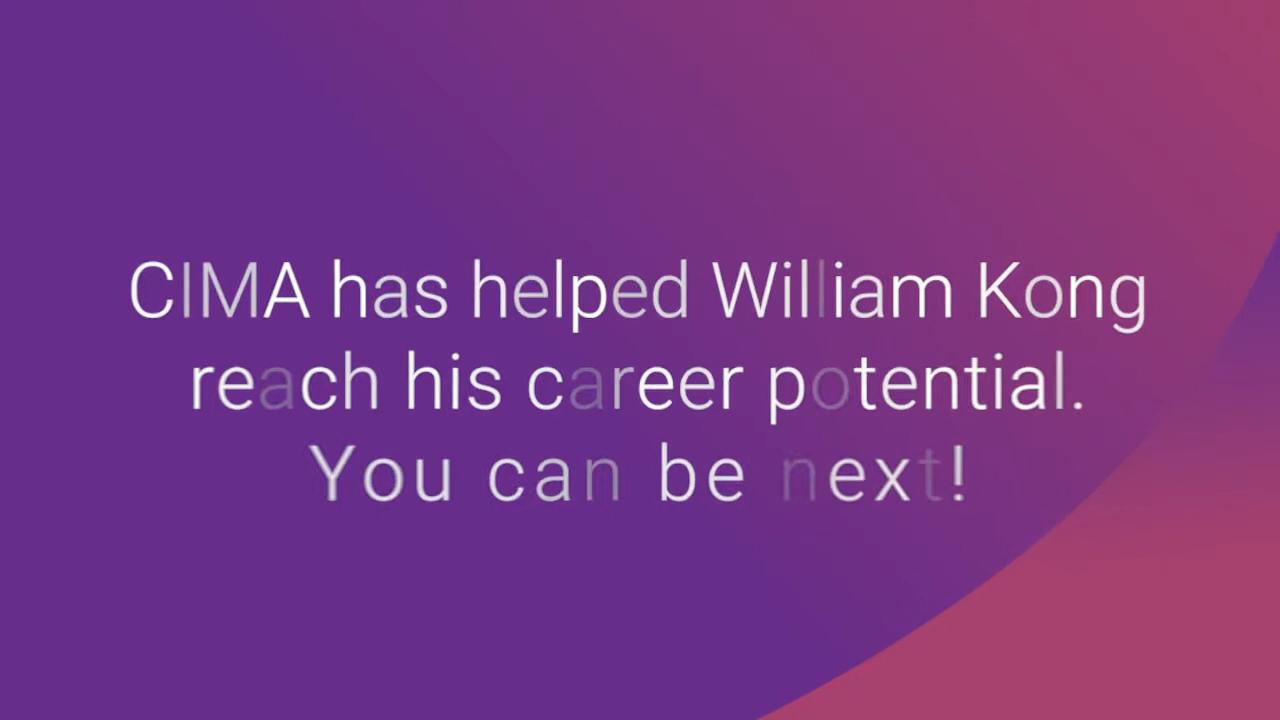 CIMA has helped William Kong
reach his career potential.
You can be next!